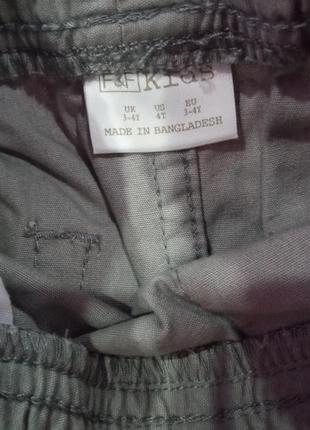 F&F Kids
UK US EU
3-4Y 4T 3-4Y
MADE IN BANGLADESH